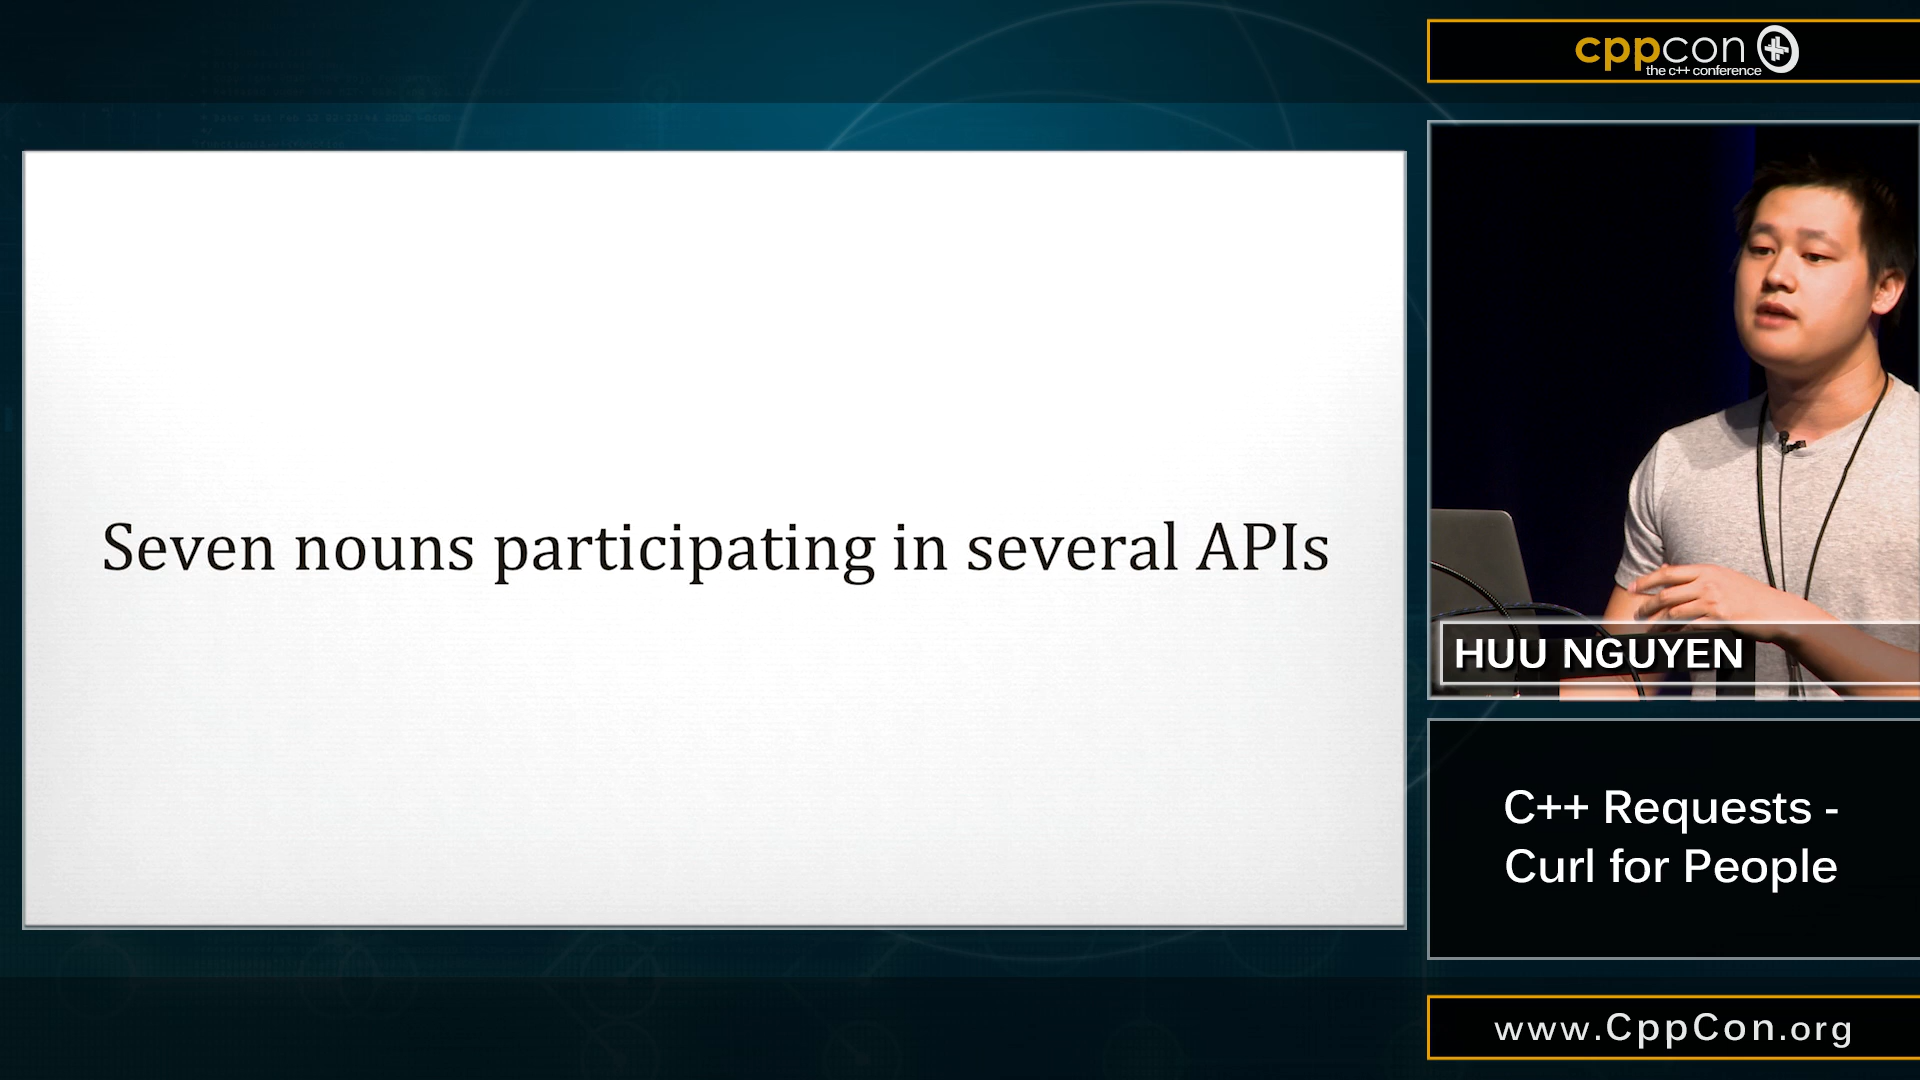 cppcon
the c++ conference
Seven nouns participating in several APIs
HUU NGUYEN
C++ Requests -
Curl for People
www.CppCon.org